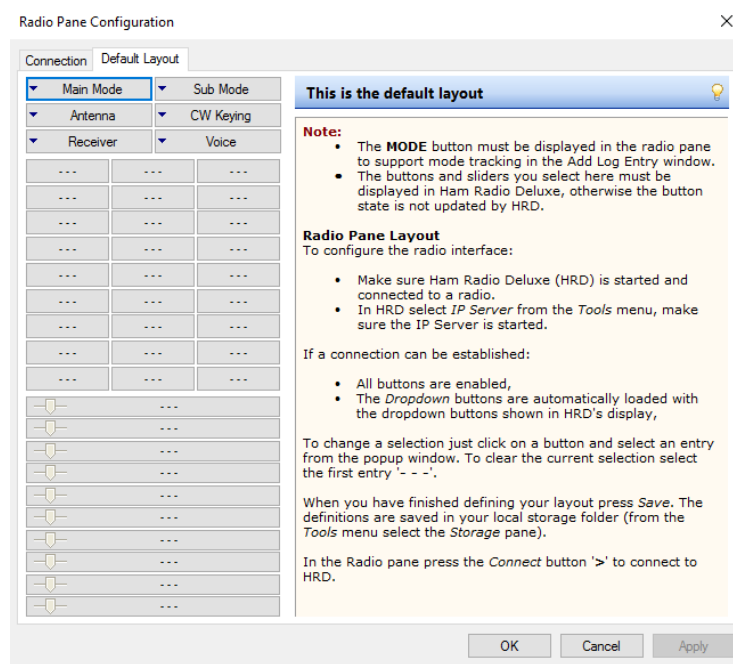 Radio Pane Configuration
Connection Default Layout
Main Mode Sub Mode
Antenna CW Keying
Receiver Voice
--- --- ---
--- --- ---
--- --- ---
--- --- ---
--- --- ---
--- --- ---
--- --- ---
--- --- ---
--- --- ---
---
---
---
---
---
---
---
---
---
---
This is the default layout
Note:
• The MODE button must be displayed in the radio pane
to support mode tracking in the Add Log Entry window.
• The buttons and sliders you select here must be
displayed in Ham Radio Deluxe, otherwise the button
state is not updated by HRD.
Radio Pane Layout
To configure the radio interface:
• Make sure Ham Radio Deluxe (HRD) is started and
connected to a radio.
• In HRD select IP Server from the Tools menu, make
sure the IP Server is started.
If a connection can be established:
• All buttons are enabled,
• The Dropdown buttons are automatically loaded with
the dropdown buttons shown in HRD's display,
To change a selection just click on a button and select an entry
from the popup window. To clear the current selection select
the first entry '- - -'.
When you have finished defining your layout press Save. The
definitions are saved in your local storage folder (from the
Tools menu select the Storage pane).
In the Radio pane press the Connect button '>' to connect to
HRD.
OK Cancel Apply